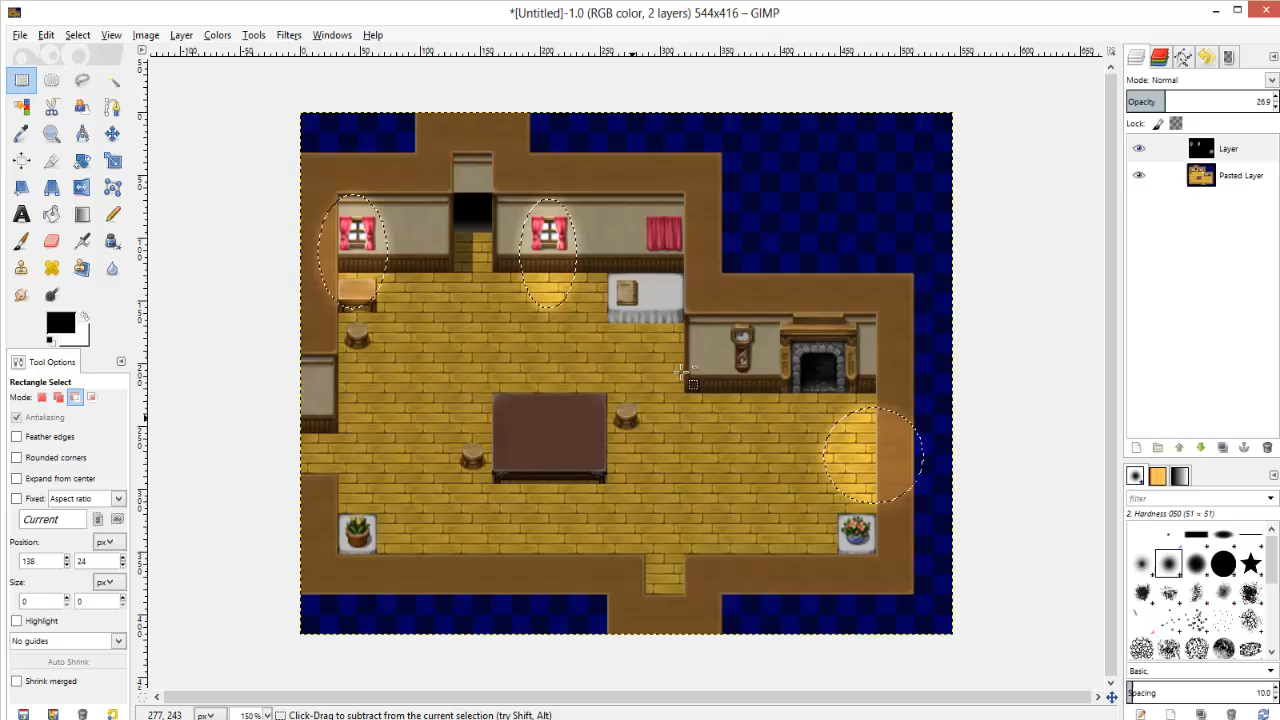 *[Untitled]-1.0 (RGB color, 2 layers) 544x416 – GIMP
File Edit Select View Image Layer Colors Tools Filters Windows Help
Mode: Normal
Opacity 26.9
Lock:
Layer
Pasted Layer
Tool Options
Rectangle Select
Mode:
Antialiasing
Feather edges
Rounded corners
Expand from center
Fixed: Aspect ratio
Current
Position: px
138 24
Size: px
0 0
Highlight
No guides
Auto Shrink
Shrink merged
filter
2. Hardness 050 (51 × 51)
Basic,
Spacing 10.0
277, 243 px 150% Click-Drag to subtract from the current selection (try Shift, Alt)